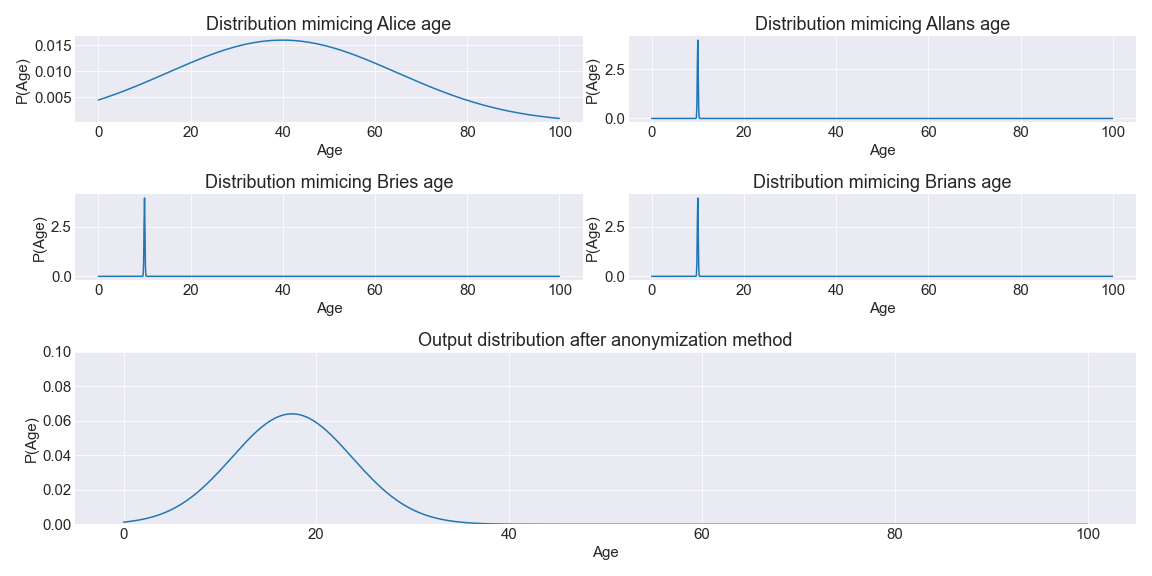 Distribution mimicing Alice age
0.015
0.010
0.005
P(Age)
0 20 40 60 80 100
Age
Distribution mimicing Allans age
2.5
0.0
P(Age)
0 20 40 60 80 100
Age
Distribution mimicing Bries age
2.5
0.0
P(Age)
0 20 40 60 80 100
Age
Distribution mimicing Brians age
2.5
0.0
P(Age)
0 20 40 60 80 100
Age
Output distribution after anonymization method
0.10
0.08
0.06
0.04
0.02
0.00
P(Age)
0 20 40 60 80 100
Age